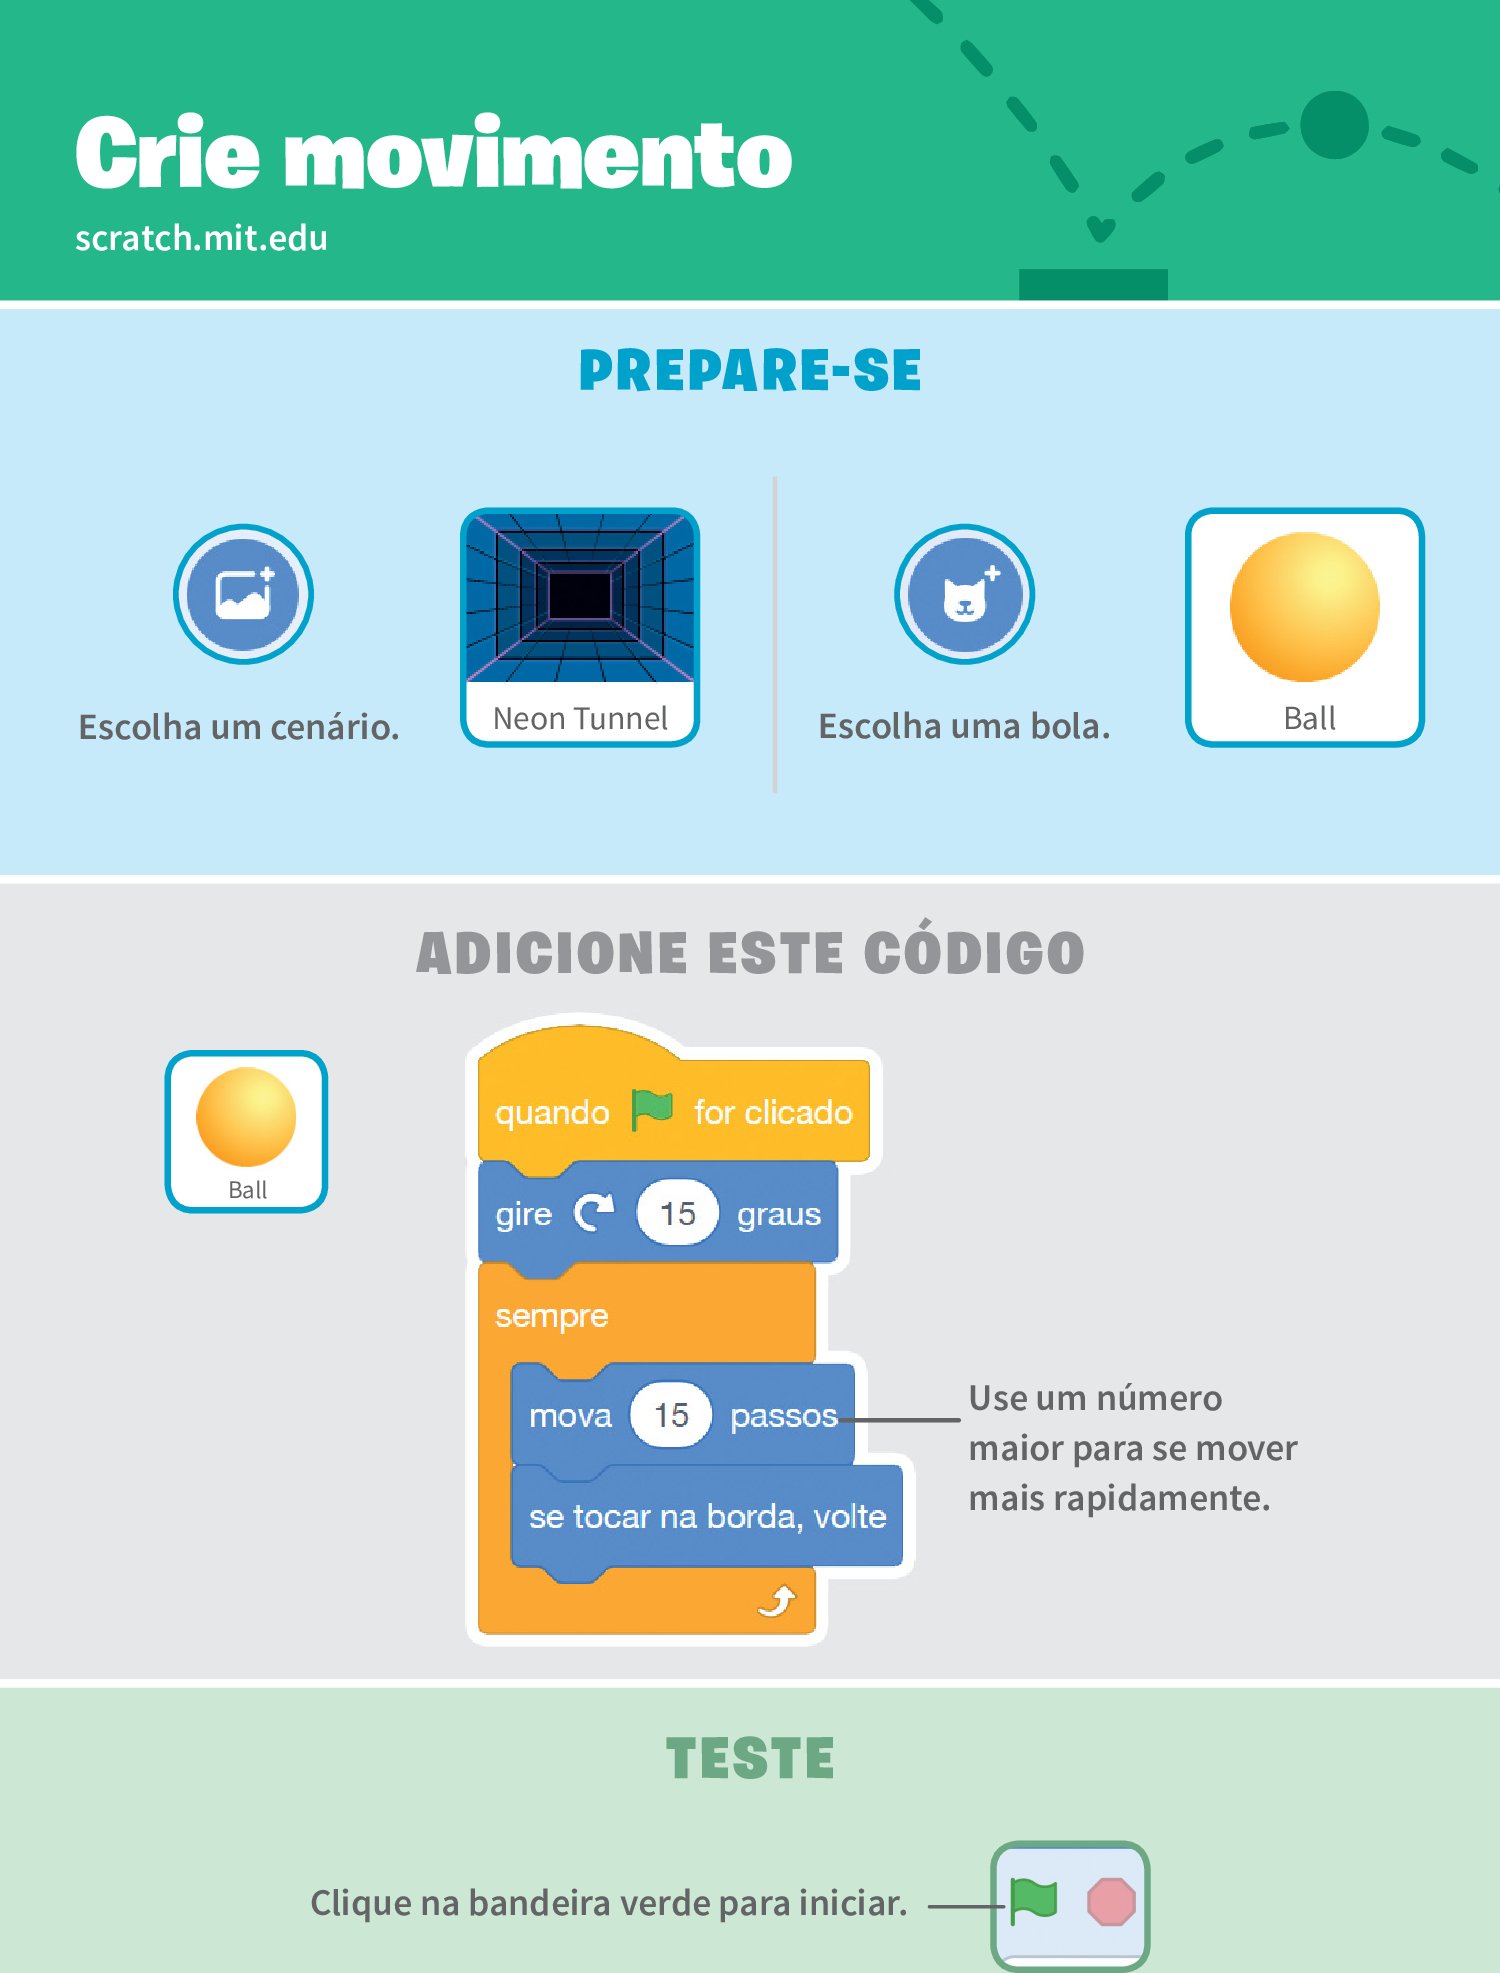 Crie movimento
scratch.mit.edu
PREPARE-SE
Escolha um cenário.
Neon Tunnel
Escolha uma bola.
Ball
ADICIONE ESTE CÓDIGO
Ball
quando for clicado
gire 15 graus
sempre
mova 15 passos
se tocar na borda, volte
Use um número
maior para se mover
mais rapidamente.
TESTE
Clique na bandeira verde para iniciar.